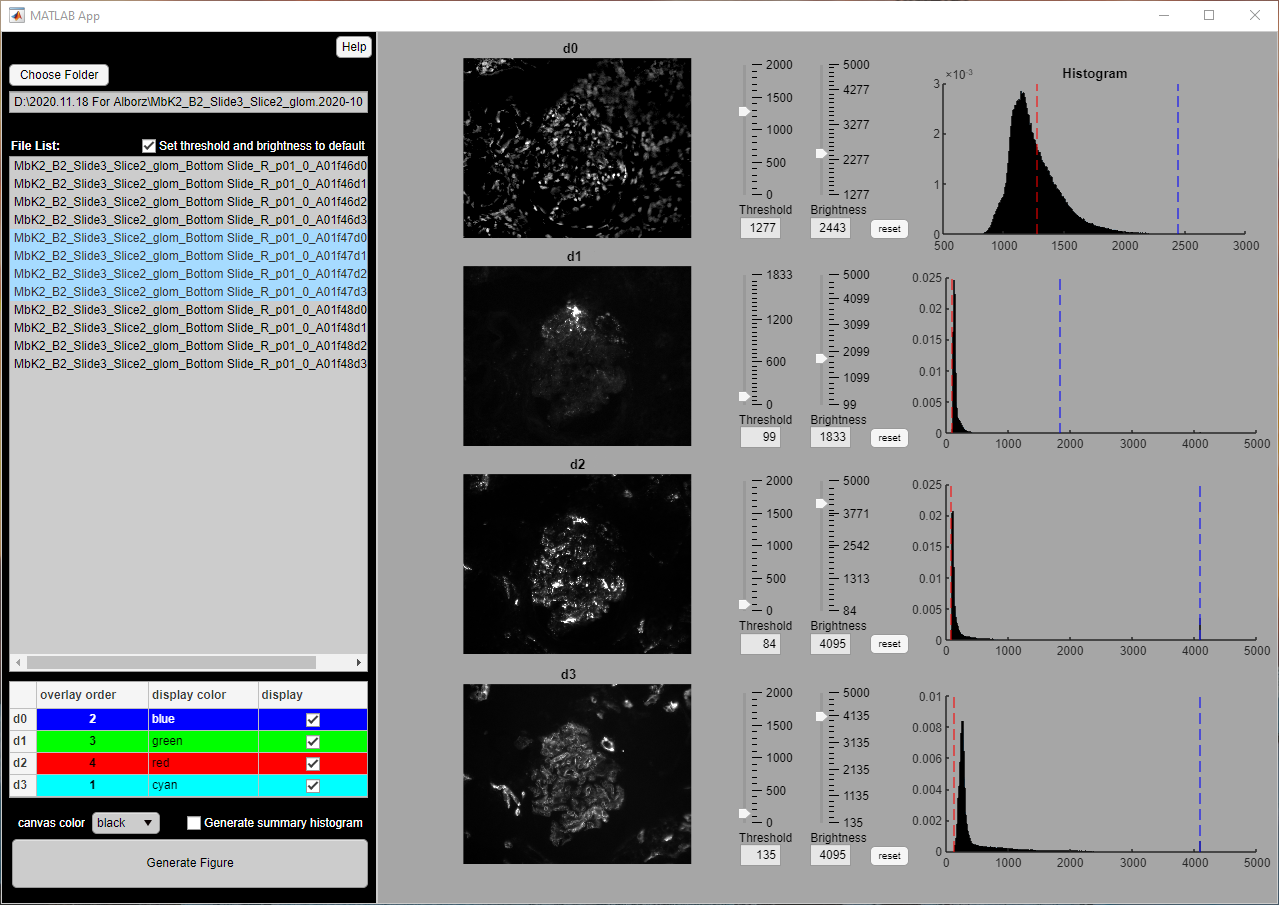 MATLAB App
Help
Choose Folder
D:\2020.11.18 For Alborz\MbK2_B2_Slide3_Slice2_glom.2020-10
File List:
Set threshold and brightness to default
MbK2_B2_Slide3_Slice2_glom_Bottom Slide_R_p01_0_A01f46d0
MbK2_B2_Slide3_Slice2_glom_Bottom Slide_R_p01_0_A01f46d1
MbK2_B2_Slide3_Slice2_glom_Bottom Slide_R_p01_0_A01f46d2
MbK2_B2_Slide3_Slice2_glom_Bottom Slide_R_p01_0_A01f46d3
MbK2_B2_Slide3_Slice2_glom_Bottom Slide_R_p01_0_A01f47d0
MbK2_B2_Slide3_Slice2_glom_Bottom Slide_R_p01_0_A01f47d1
MbK2_B2_Slide3_Slice2_glom_Bottom Slide_R_p01_0_A01f47d2
MbK2_B2_Slide3_Slice2_glom_Bottom Slide_R_p01_0_A01f47d3
MbK2_B2_Slide3_Slice2_glom_Bottom Slide_R_p01_0_A01f48d0
MbK2_B2_Slide3_Slice2_glom_Bottom Slide_R_p01_0_A01f48d1
MbK2_B2_Slide3_Slice2_glom_Bottom Slide_R_p01_0_A01f48d2
MbK2_B2_Slide3_Slice2_glom_Bottom Slide_R_p01_0_A01f48d3
overlay order display color display
d0 2 blue
d1 3 green
d2 4 red
d3 1 cyan
canvas color black Generate summary histogram
Generate Figure
d0
2000
1500
1000
500
0
Threshold
1277
5000
4277
3277
2277
1277
Brightness
2443
reset
Histogram
×10-3
3
2
1
0
500 1000 1500 2000 2500 3000
d1
1833
1200
600
0
Threshold
99
5000
4099
3099
2099
1099
99
Brightness
1833
reset
0.025
0.02
0.015
0.01
0.005
0
0 1000 2000 3000 4000 5000
d2
2000
1500
1000
500
0
Threshold
84
5000
3771
2542
1313
84
Brightness
4095
reset
0.025
0.02
0.015
0.01
0.005
0
0 1000 2000 3000 4000 5000
d3
2000
1500
1000
500
0
Threshold
135
5000
4135
3135
2135
1135
135
Brightness
4095
reset
0.01
0.008
0.006
0.004
0.002
0
0 1000 2000 3000 4000 5000